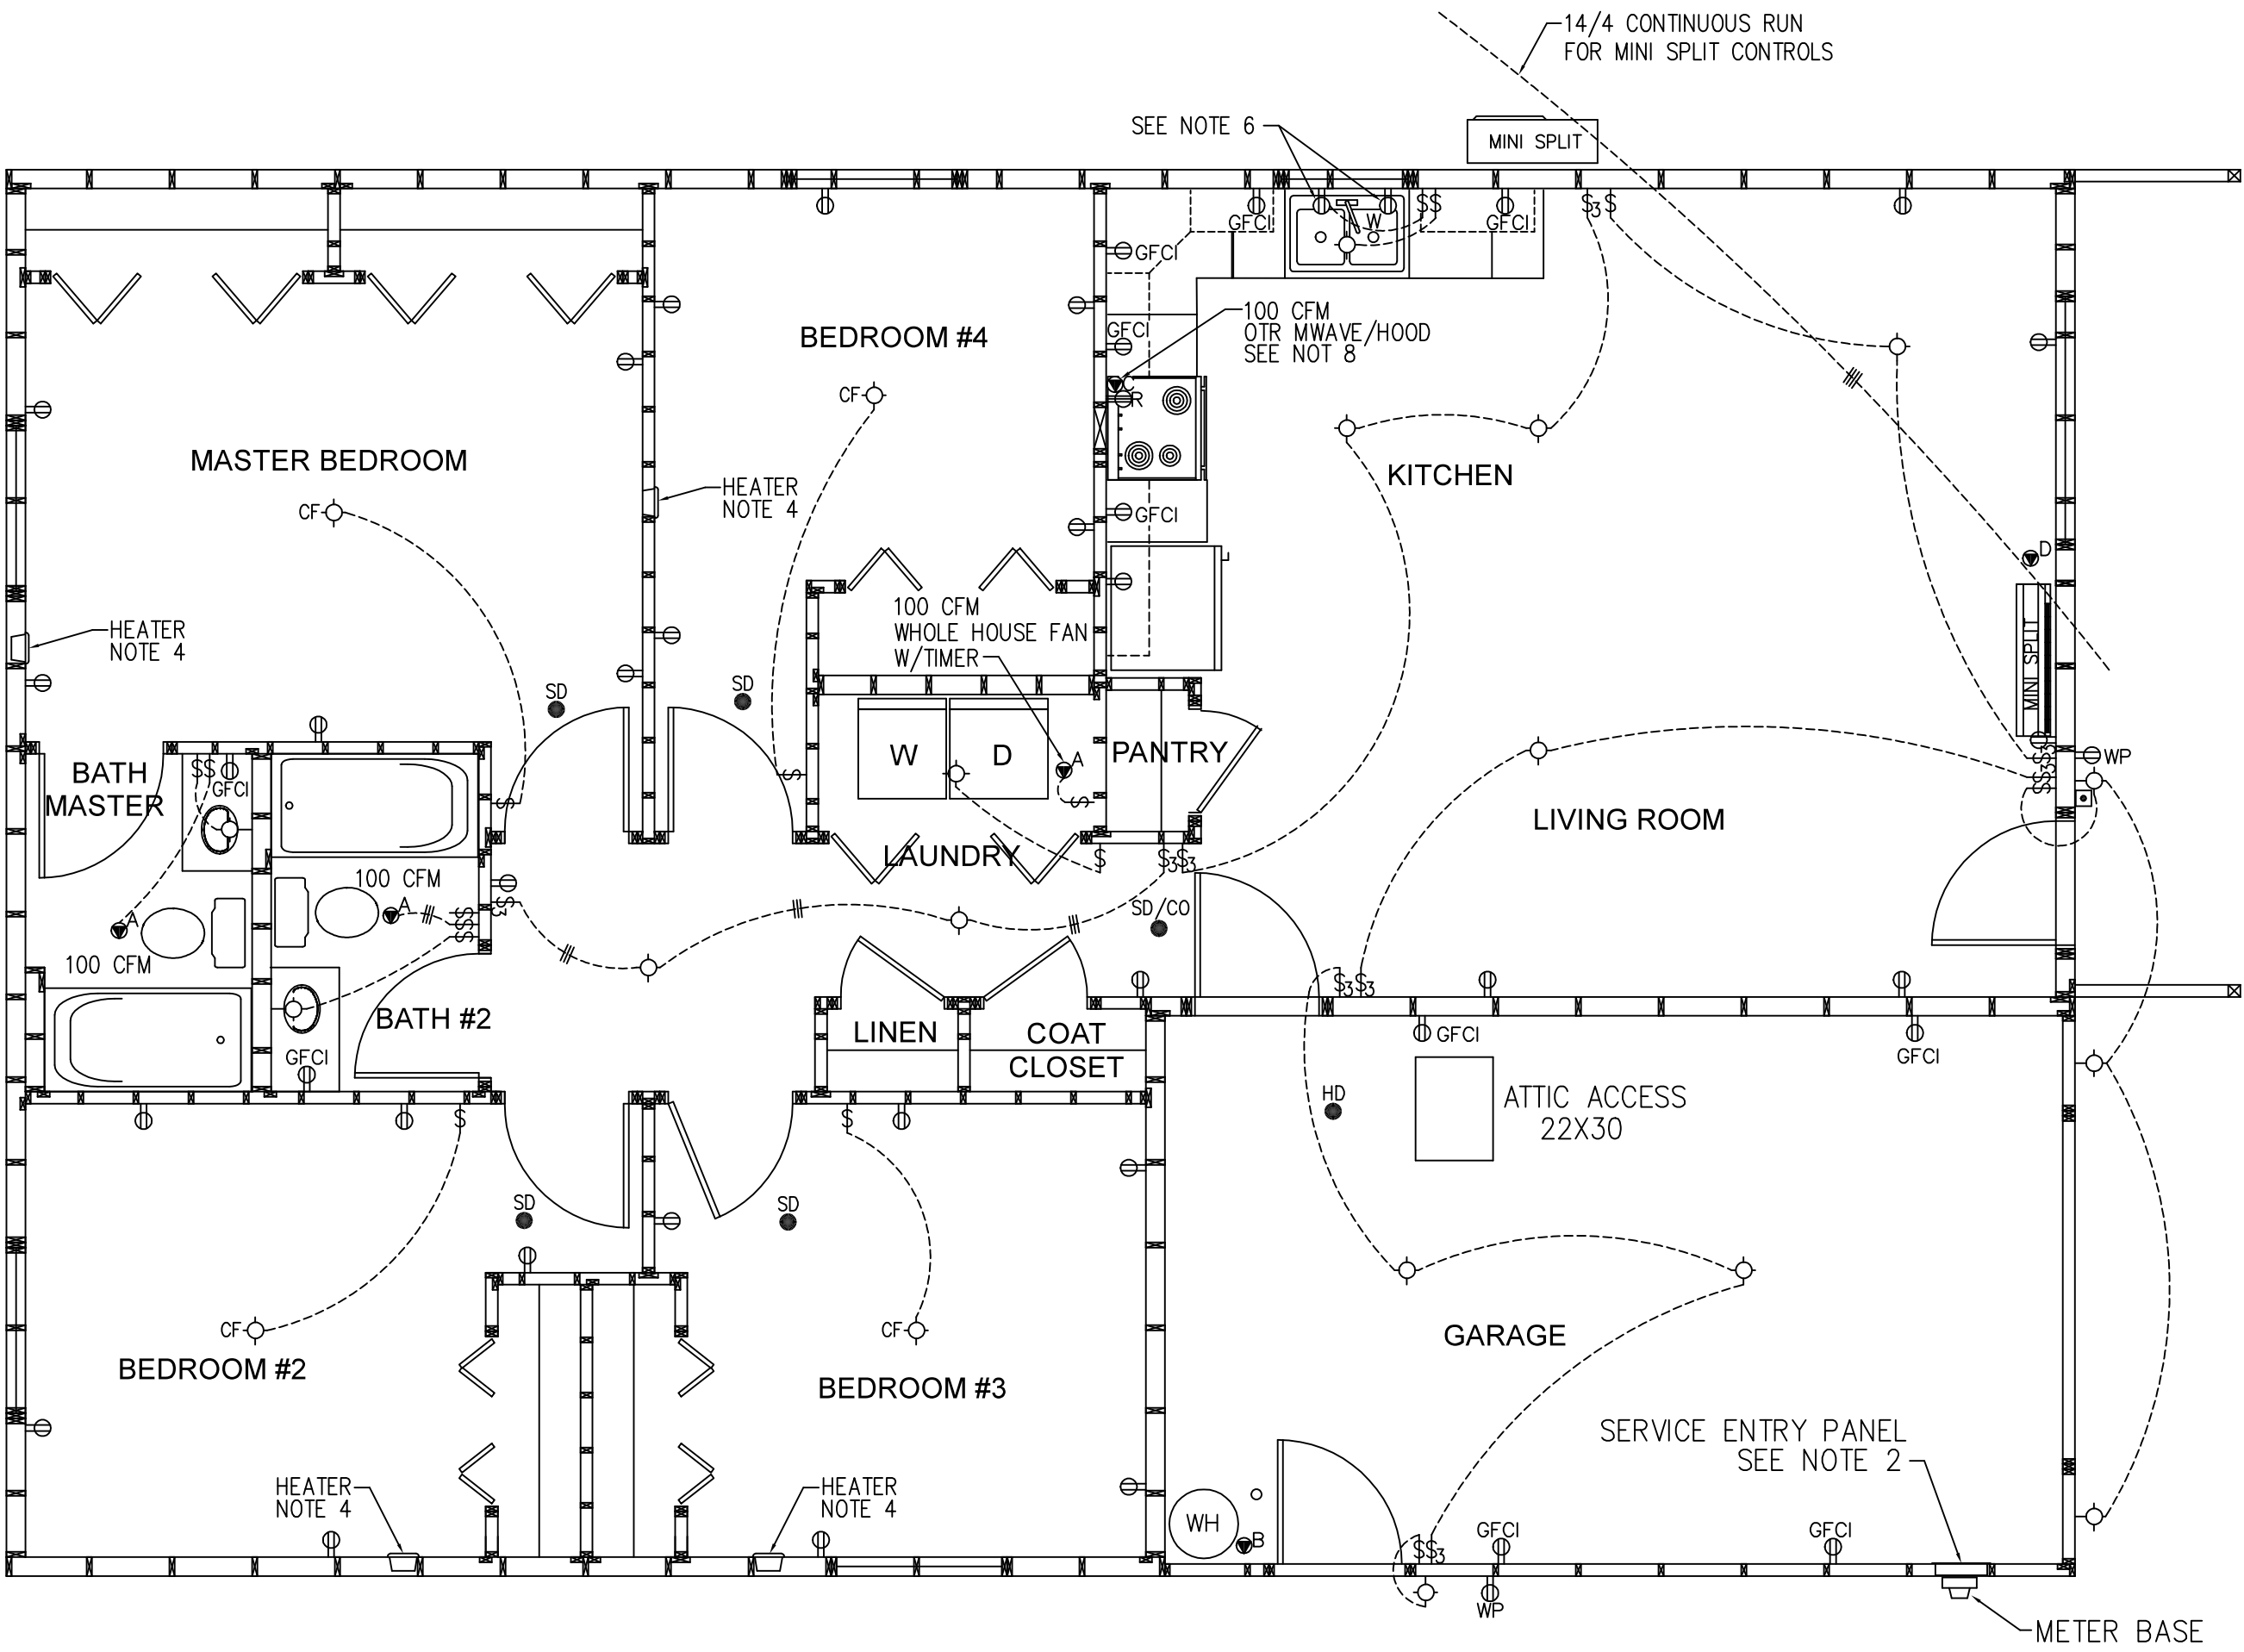 14/4 CONTINUOUS RUN
FOR MINI SPLIT CONTROLS
SEE NOTE 6
MINI SPLIT
GFCI
W
$$
GFCI
$3$
GFCI
BEDROOM #4
100 CFM
OTR MWAVE/HOOD
SEE NOT 8
GFCI
C
R
CF
MASTER BEDROOM
KITCHEN
HEATER
NOTE 4
CF
GFCI
D
100 CFM
WHOLE HOUSE FAN
W/TIMER
HEATER
NOTE 4
MINI SPLIT
SD
SD
W
D
A
PANTRY
WP
$3
$$
BATH
MASTER
$$
GFCI
$
$
$
LIVING ROOM
LAUNDRY
$
$3
$3
100 CFM
A
A
$$$
$3
SD/CO
100 CFM
$3
$3
BATH #2
LINEN
COAT
CLOSET
GFCI
GFCI
GFCI
ATTIC ACCESS
22X30
HD
$
$
SD
SD
CF
CF
GARAGE
BEDROOM #2
BEDROOM #3
SERVICE ENTRY PANEL
SEE NOTE 2
HEATER
NOTE 4
HEATER
NOTE 4
WH
B
$$3
GFCI
GFCI
WP
METER BASE